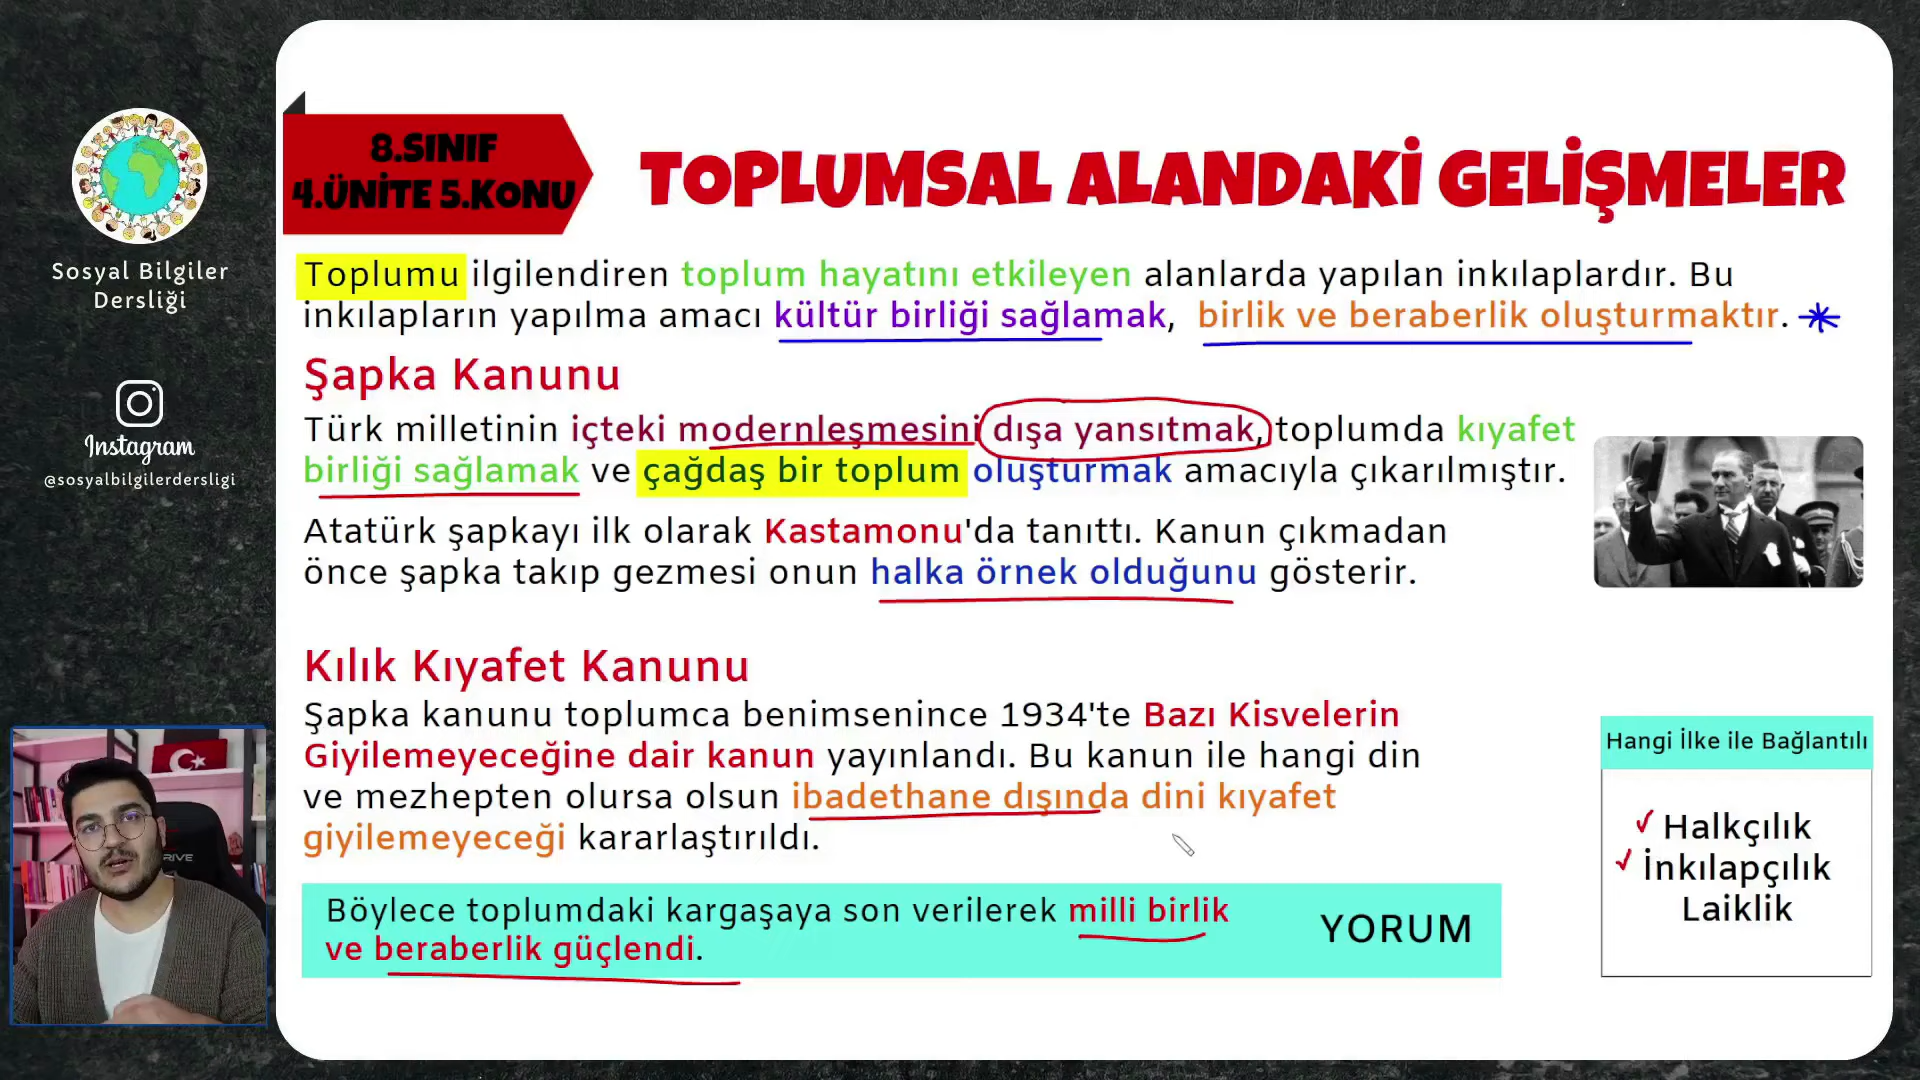 8.SINIF
4.ÜNİTE 5.KONU
TOPLUMSAL ALANDAKİ GELİŞMELER
Sosyal Bilgiler
Dersliği
Instagram
@sosyalbilgilerdersligi
Toplumu ilgilendiren toplum hayatını etkileyen alanlarda yapılan inkılaplardır. Bu
inkılapların yapılma amacı kültür birliği sağlamak, birlik ve beraberlik oluşturmaktır.
Şapka Kanunu
Türk milletinin içteki modernleşmesini dışa yansıtmak, toplumda kıyafet
birliği sağlamak ve çağdaş bir toplum oluşturmak amacıyla çıkarılmıştır.
Atatürk şapkayı ilk olarak Kastamonu'da tanıttı. Kanun çıkmadan
önce şapka takıp gezmesi onun halka örnek olduğunu gösterir.
Kılık Kıyafet Kanunu
Şapka kanunu toplumca benimsenince 1934'te Bazı Kisvelerin
Giyilemeyeceğine dair kanun yayınlandı. Bu kanun ile hangi din
ve mezhepten olursa olsun ibadethane dışında dini kıyafet
giyilemeyeceği kararlaştırıldı.
Böylece toplumdaki kargaşaya son verilerek milli birlik
ve beraberlik güçlendi.
YORUM
Hangi İlke ile Bağlantılı
Halkçılık
İnkılapçılık
Laiklik